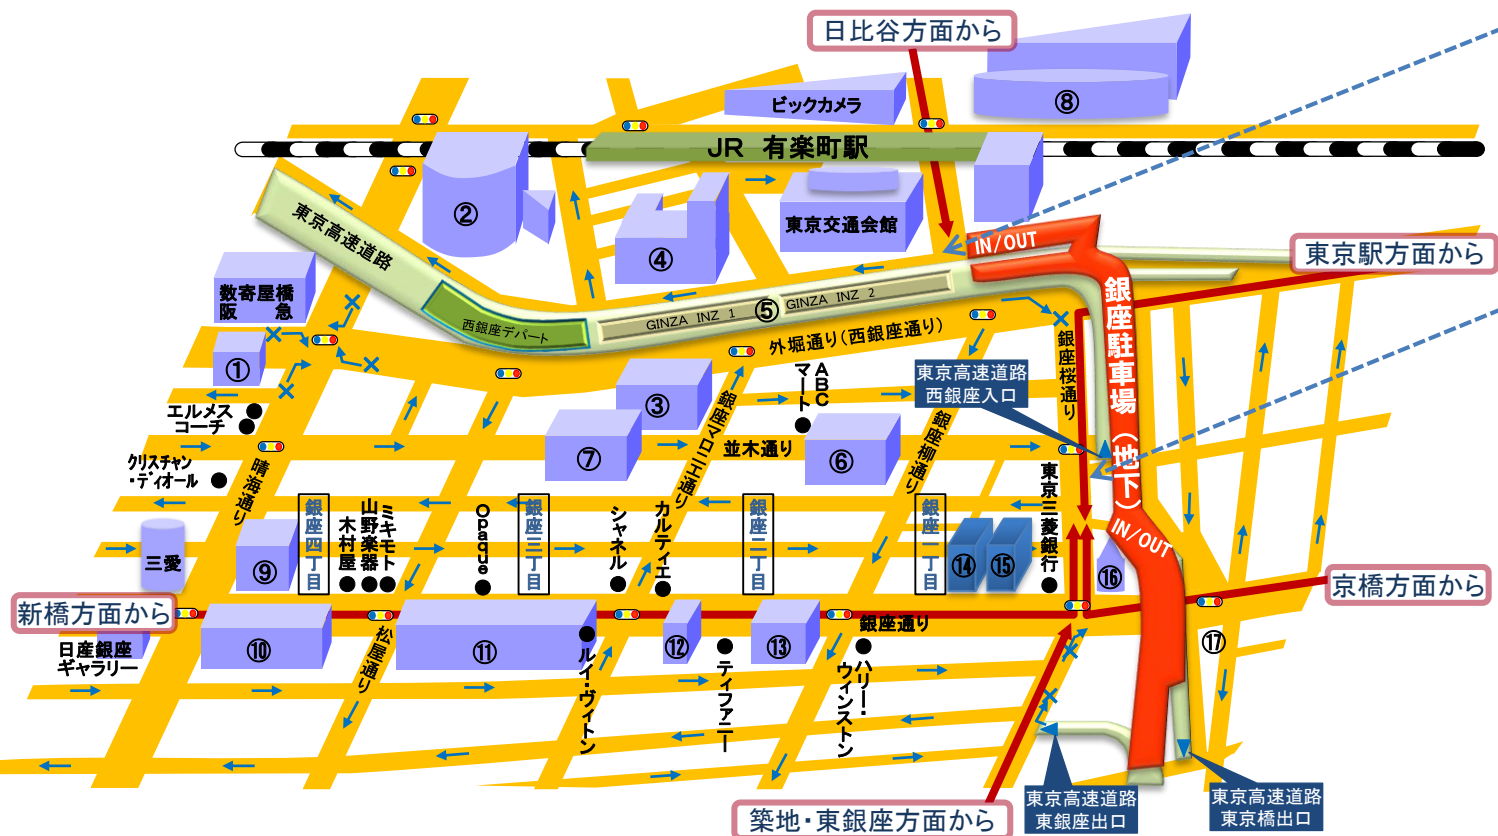 日比谷方面から
ビックカメラ
⑧
JR 有楽町駅
②
東京高速道路
④
東京交通会館
IN/OUT
東京駅方面から
数寄屋橋
阪 急
西銀座デパート
GINZA INZ 1
⑤
GINZA INZ 2
外堀通り(西銀座通り)
銀座桜通り
銀座駐車場(地下)
①
東京高速道路
西銀座入口
③
ABC
マート
エルメス
コーチ
銀座マロニエ通り
銀座柳通り
並木通り
⑦
⑥
クリスチャン
・ディオール
晴海通り
東京三菱銀行
銀座四丁目
木村屋
山野楽器
ミキモト
Opaque
銀座三丁目
シャネル
カルティエ
銀座二丁目
銀座一丁目
⑭
⑮
IN/OUT
三愛
⑨
⑯
京橋方面から
新橋方面から
銀座通り
日産銀座
ギャラリー
⑩
松屋通り
⑪
ルイ・ヴィトン
⑫
ティファニー
⑬
ハリー・
ウィンストン
⑰
築地・東銀座方面から
東京高速道路
東銀座出口
東京高速道路
東京橋出口